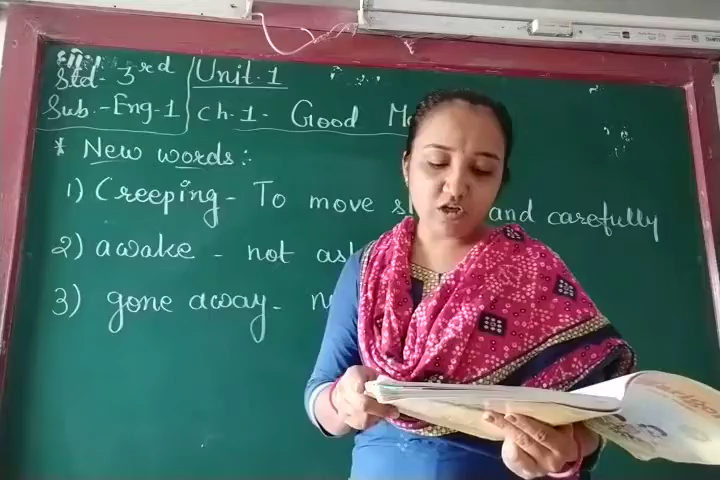 Std- 3rd
Sub.-Eng-1
Unit.1
Ch-1- Good
* New words:-
1) Creeping - To move and carefully
2) awake - not
3) gone away-